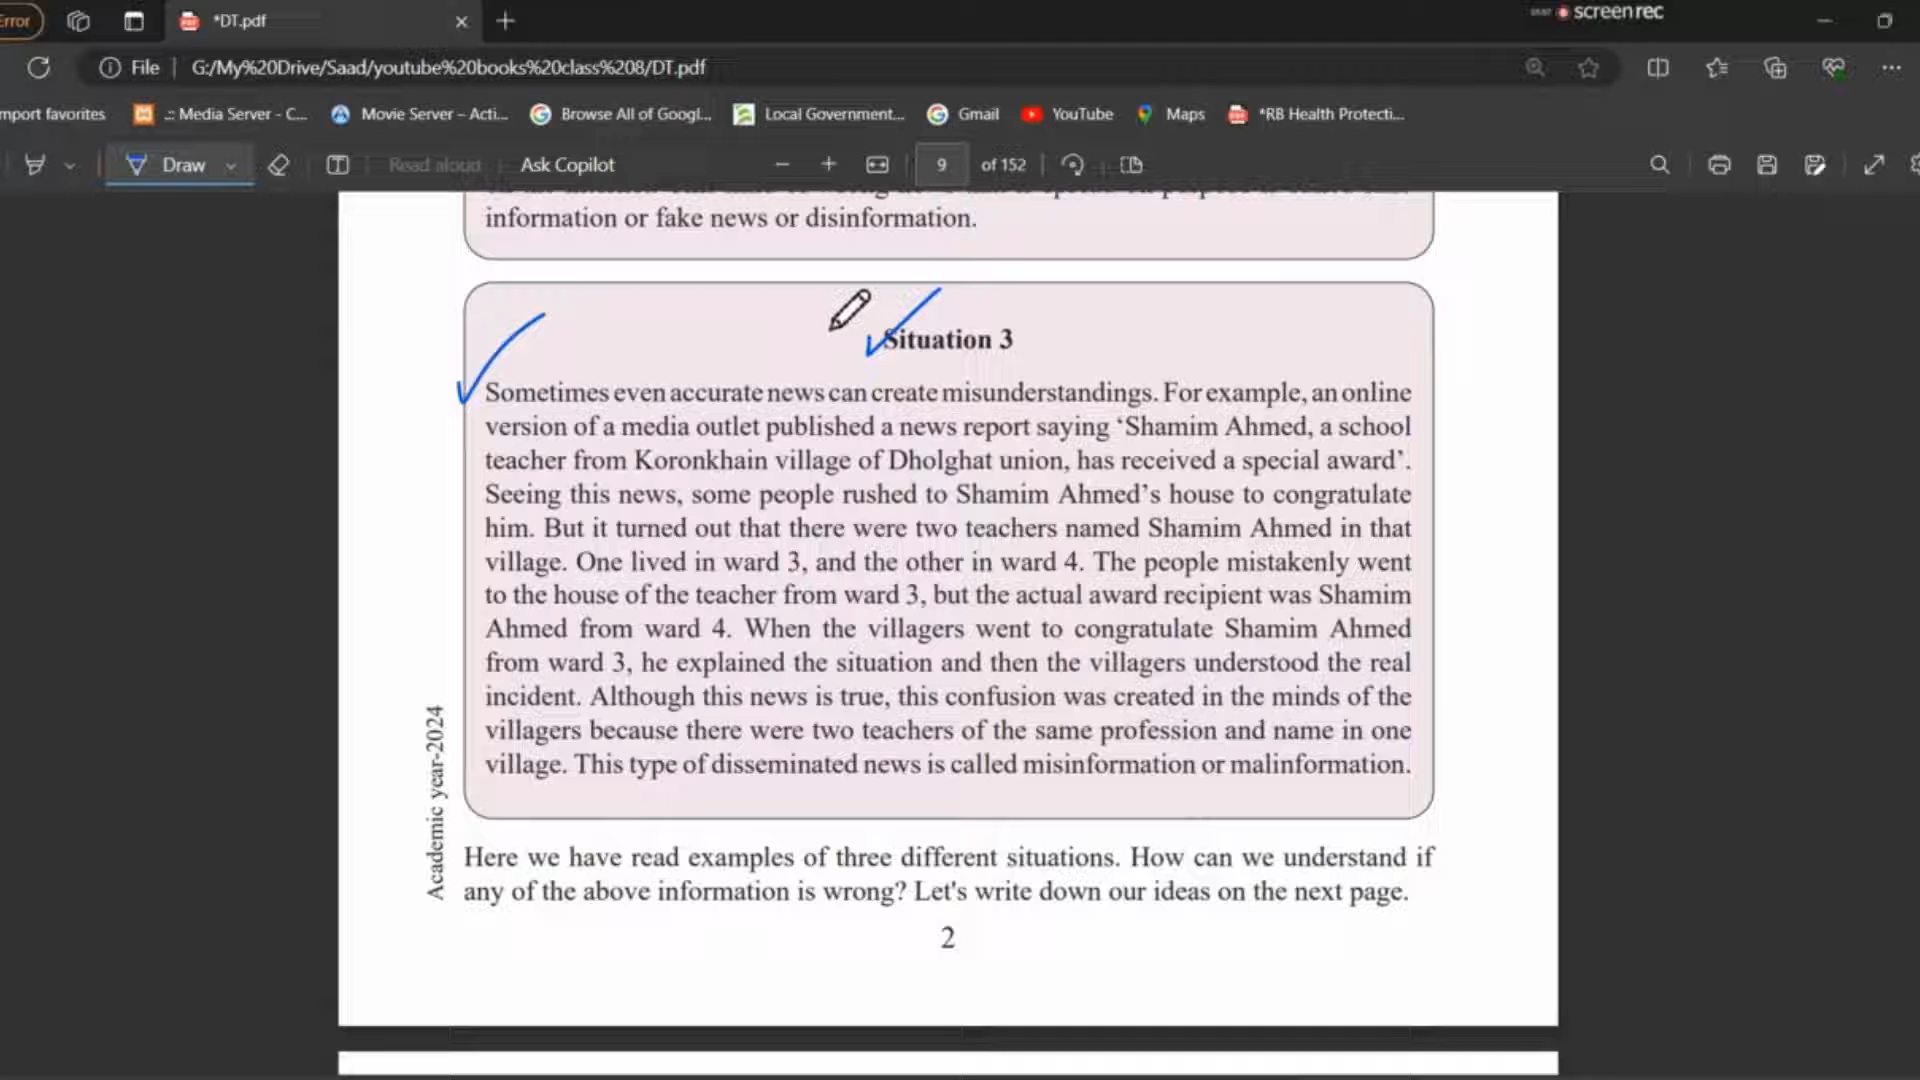 Error
*DT.pdf
screenrec
File
G:/My%20Drive/Saad/youtube%20books%20class%208/DT.pdf
mport favorites
.:: Media Server - C...
Movie Server – Acti...
Browse All of Googl...
Local Government...
Gmail
YouTube
Maps
*RB Health Protecti...
Draw
Read aloud
Ask Copilot
9
of 152
information or fake news or disinformation.
Situation 3
Sometimes even accurate news can create misunderstandings. For example, an online
version of a media outlet published a news report saying ‘Shamim Ahmed, a school
teacher from Koronkhain village of Dholghat union, has received a special award’.
Seeing this news, some people rushed to Shamim Ahmed’s house to congratulate
him. But it turned out that there were two teachers named Shamim Ahmed in that
village. One lived in ward 3, and the other in ward 4. The people mistakenly went
to the house of the teacher from ward 3, but the actual award recipient was Shamim
Ahmed from ward 4. When the villagers went to congratulate Shamim Ahmed
from ward 3, he explained the situation and then the villagers understood the real
incident. Although this news is true, this confusion was created in the minds of the
villagers because there were two teachers of the same profession and name in one
village. This type of disseminated news is called misinformation or malinformation.
Academic year-2024
Here we have read examples of three different situations. How can we understand if
any of the above information is wrong? Let's write down our ideas on the next page.
2